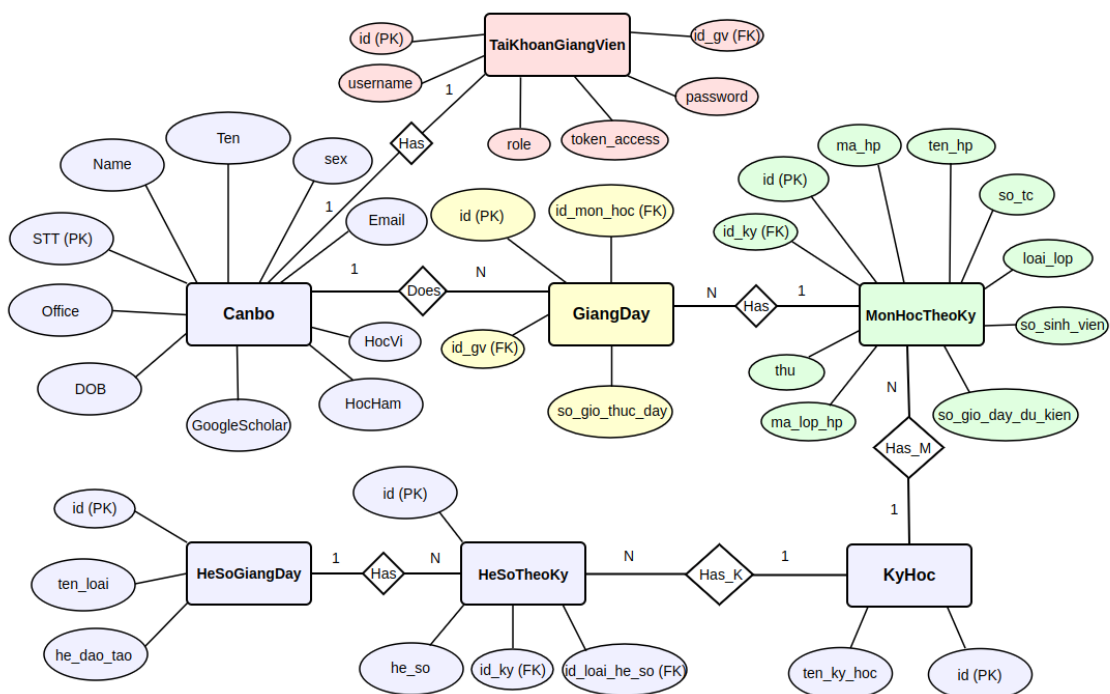 id (PK)
TaiKhoanGiangVien
id_gv (FK)
username
1
password
role
token_access
Has
Ten
Name
sex
1
Email
STT (PK)
Office
DOB
Canbo
HocVi
HocHam
GoogleScholar
1
Does
N
id (PK)
id_mon_hoc (FK)
GiangDay
id_gv (FK)
so_gio_thuc_day
N
Has
1
ma_hp
ten_hp
id (PK)
so_tc
id_ky (FK)
loai_lop
MonHocTheoKy
so_sinh_vien
thu
ma_lop_hp
so_gio_day_du_kien
N
Has_M
1
id (PK)
HeSoGiangDay
ten_loai
he_dao_tao
1
Has
N
id (PK)
HeSoTheoKy
he_so
id_ky (FK)
id_loai_he_so (FK)
N
Has_K
1
KyHoc
ten_ky_hoc
id (PK)